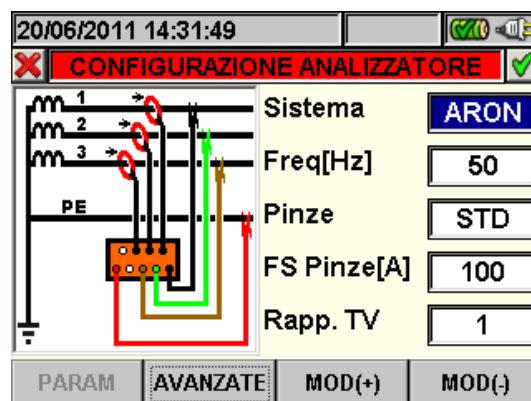 20/06/2011 14:31:49
CONFIGURAZIONE ANALIZZATORE
1
2
3
PE
Sistema ARON
Freq[Hz] 50
Pinze STD
FS Pinze[A] 100
Rapp. TV 1
PARAM AVANZATE MOD(+) MOD(-)